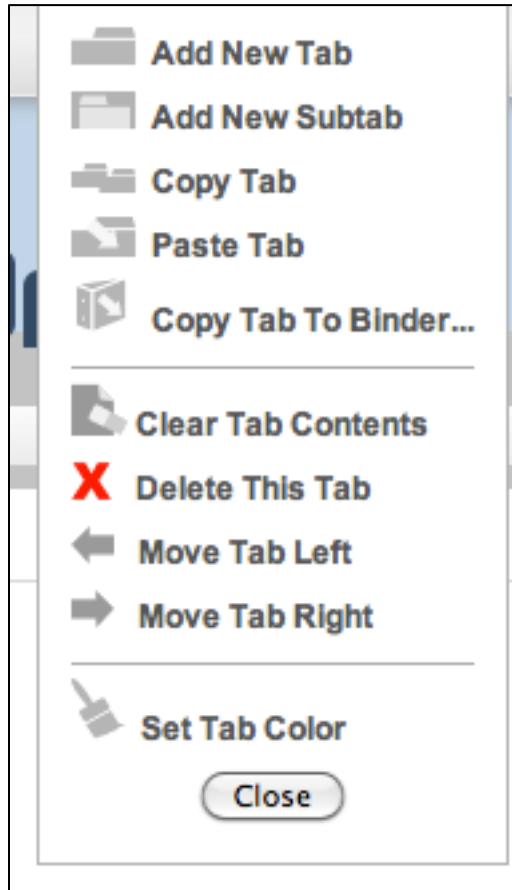 Add New Tab
Add New Subtab
Copy Tab
Paste Tab
Copy Tab To Binder...
Clear Tab Contents
Delete This Tab
Move Tab Left
Move Tab Right
Set Tab Color
Close